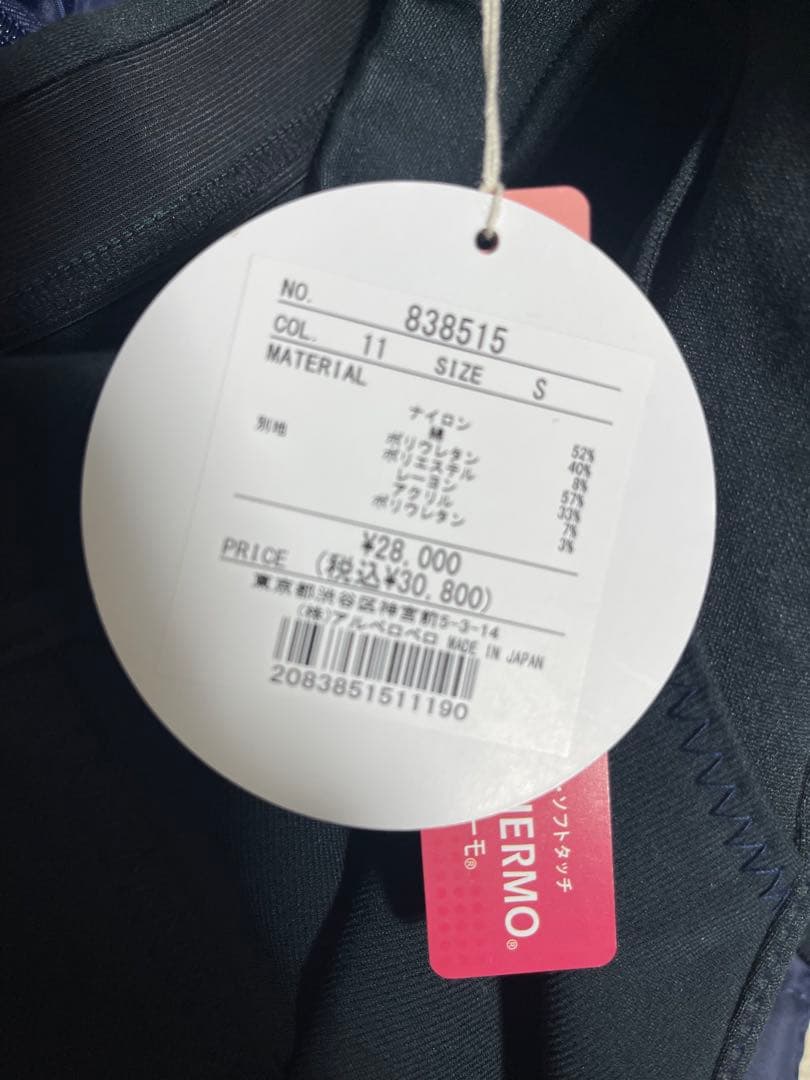 NO. 838515
COL. 11 SIZE S
MATERIAL
ナイロン 52%
綿 40%
ポリウレタン 8%
別地 ポリエステル 57%
レーヨン 33%
アクリル 7%
ポリウレタン 3%
¥28,000
PRICE (税込¥30,800)
東京都渋谷区神宮前5-3-14
(株)アルベロベロ MADE IN JAPAN
2083851511190
・ソフトタッチ
HERMO®
ーモ®